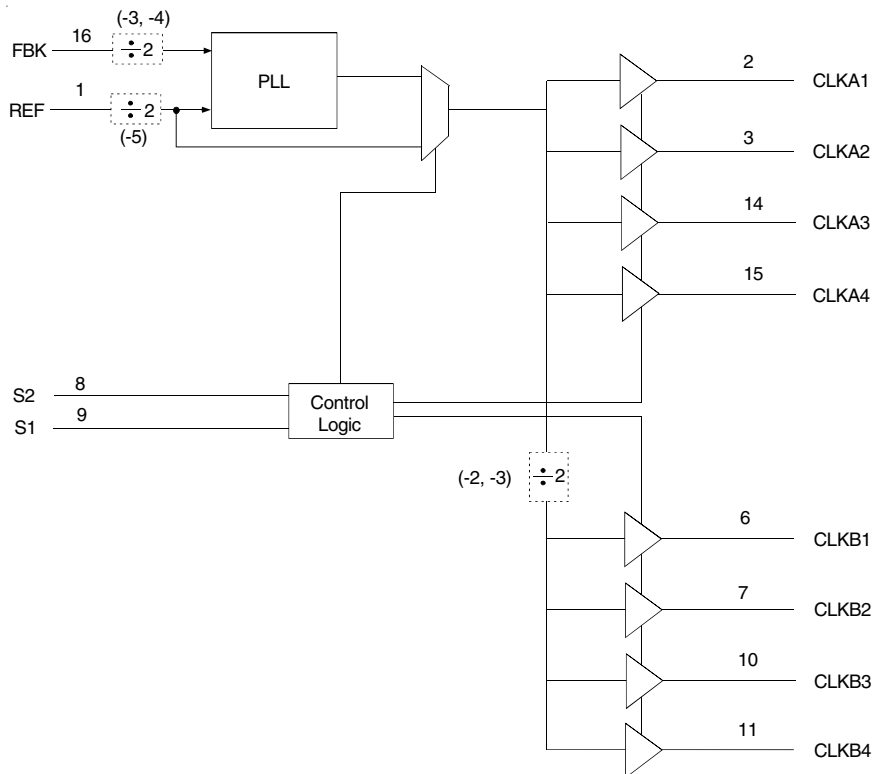 (-3, -4)
FBK 16 ÷2
PLL
REF 1 ÷2
(-5)
2 CLKA1
3 CLKA2
14 CLKA3
15 CLKA4
S2 8
S1 9
Control
Logic
(-2, -3) ÷2
6 CLKB1
7 CLKB2
10 CLKB3
11 CLKB4